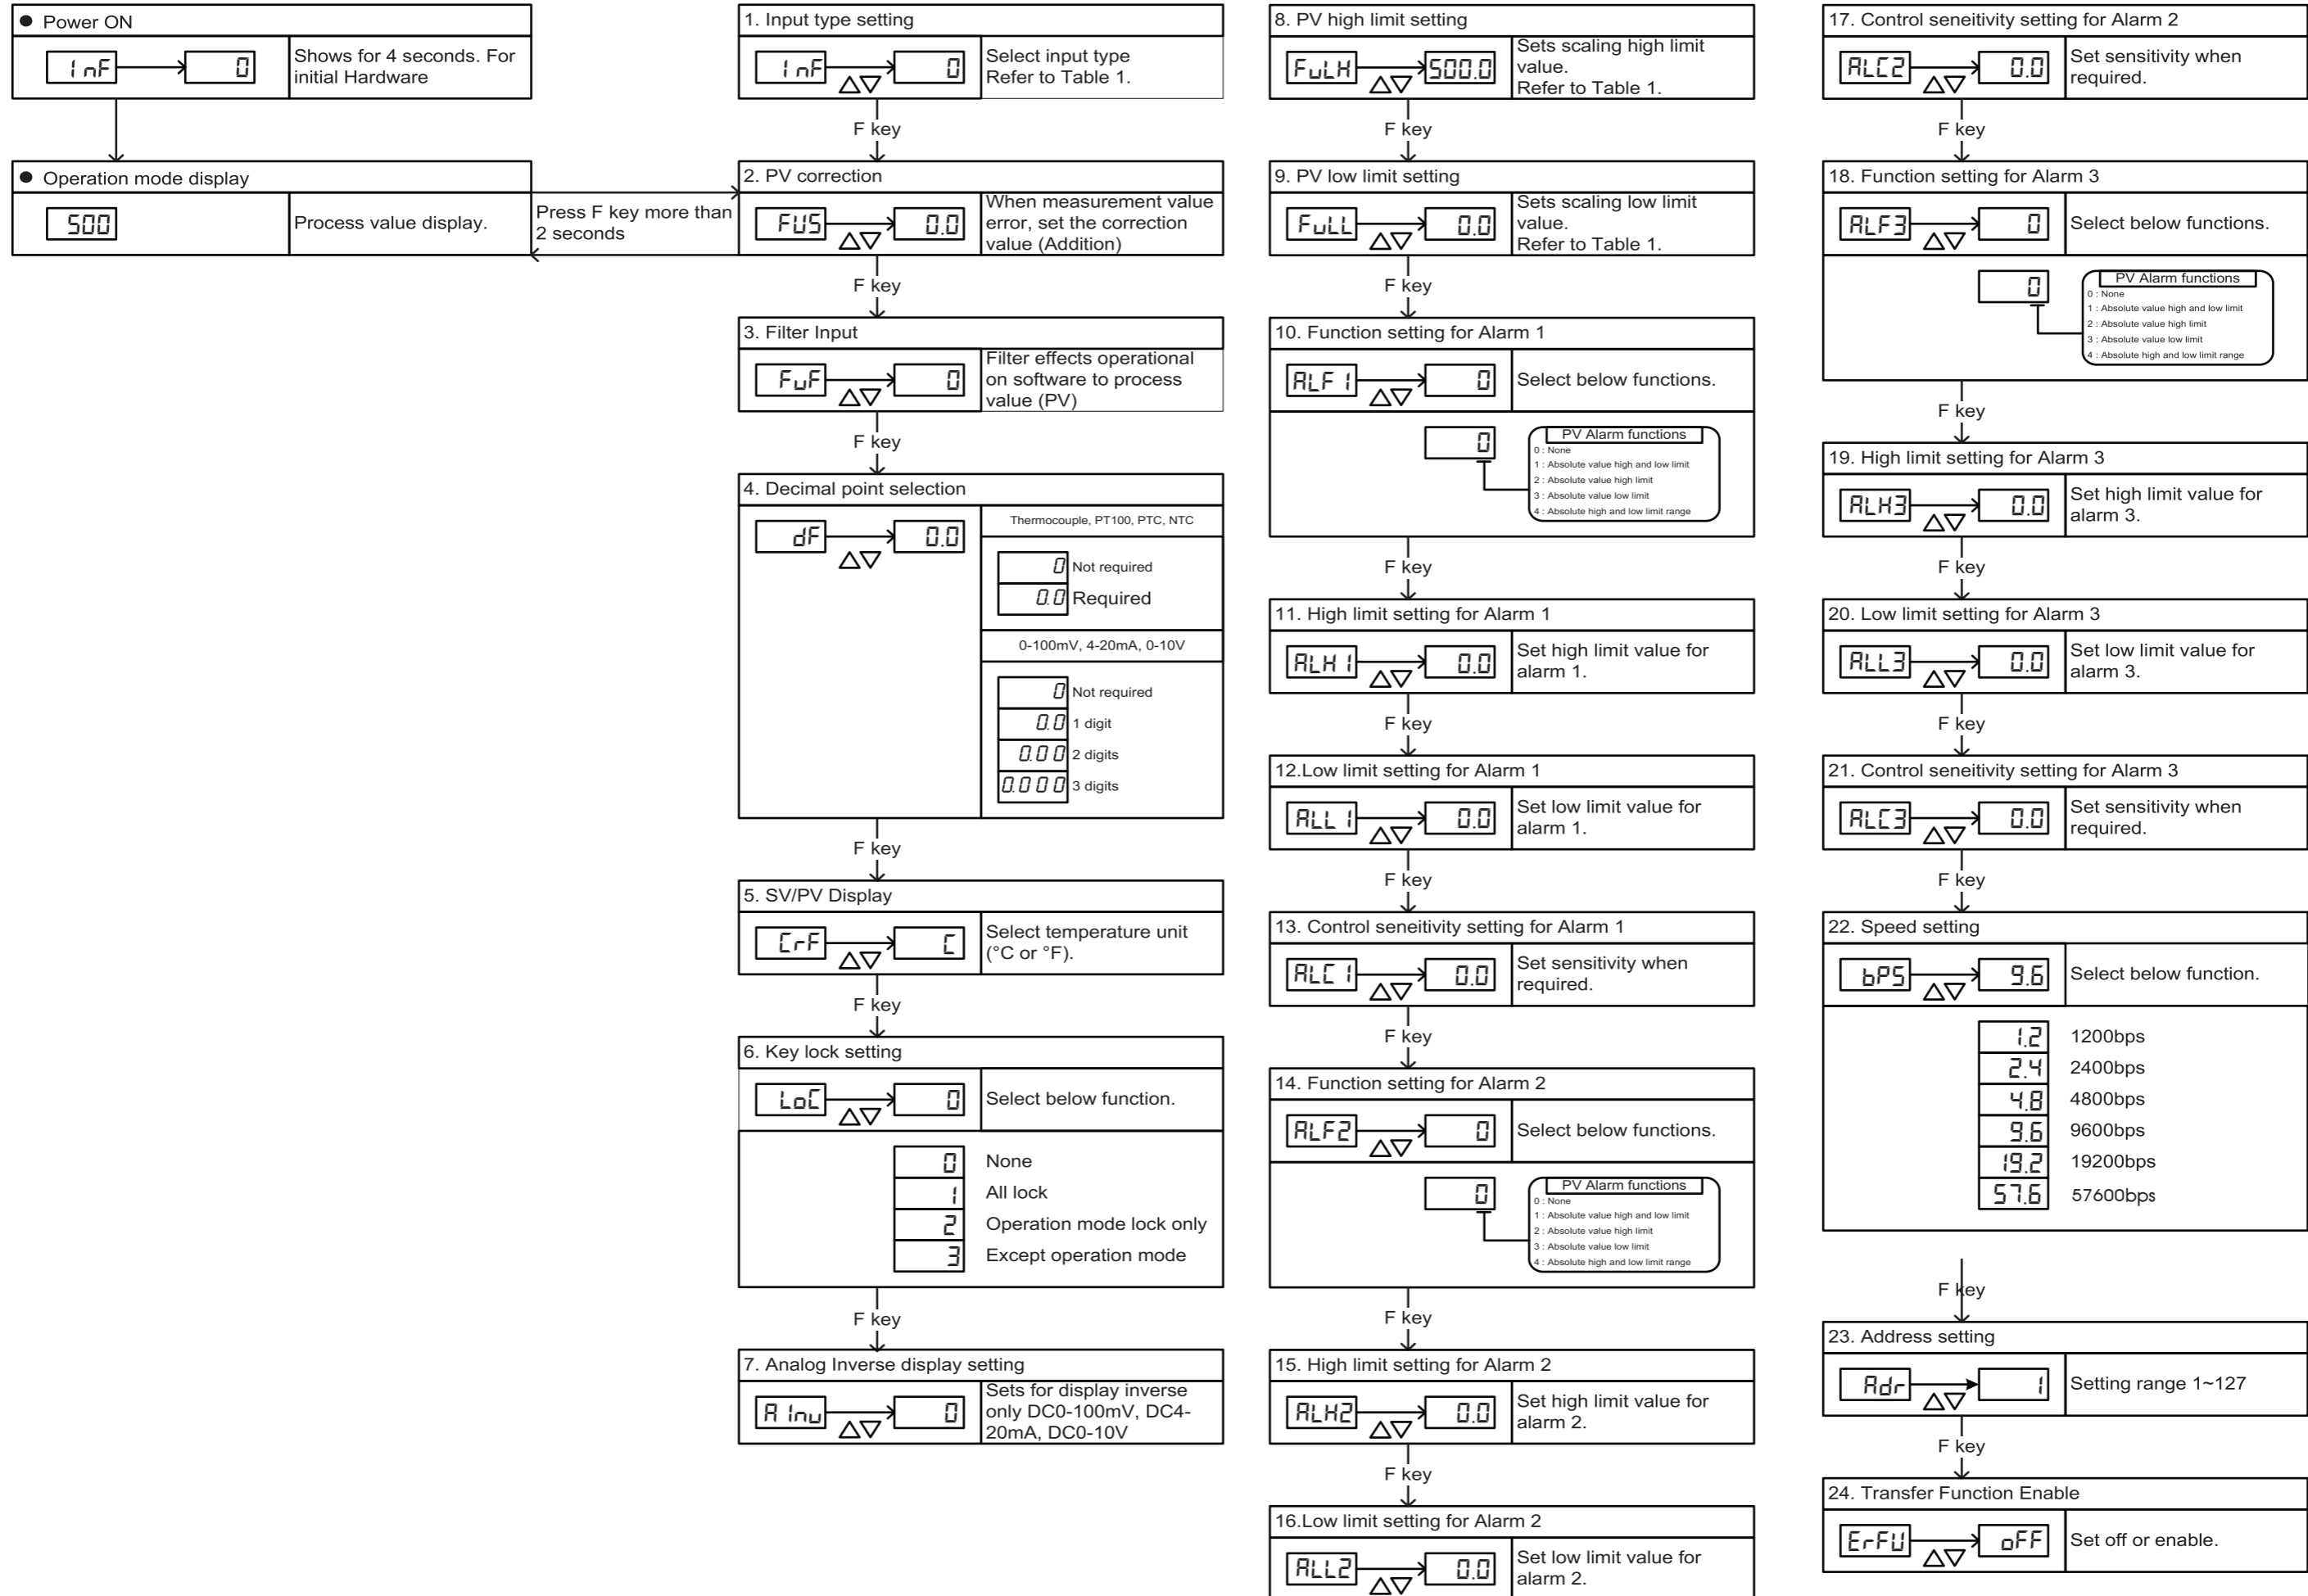 ● Power ON
InF
0
Shows for 4 seconds. For
initial Hardware
● Operation mode display
500
Process value display.
Press F key more than
2 seconds
1. Input type setting
InF
0
Select input type
Refer to Table 1.
F key
2. PV correction
FUS
0.0
When measurement value
error, set the correction
value (Addition)
F key
3. Filter Input
FuF
0
Filter effects operational
on software to process
value (PV)
F key
4. Decimal point selection
dF
0.0
Thermocouple, PT100, PTC, NTC
0 Not required
0.0 Required
0-100mV, 4-20mA, 0-10V
0 Not required
0.0 1 digit
0.00 2 digits
0.000 3 digits
F key
5. SV/PV Display
CrF
C
Select temperature unit
(°C or °F).
F key
6. Key lock setting
LoC
0
Select below function.
0 None
1 All lock
2 Operation mode lock only
3 Except operation mode
F key
7. Analog Inverse display setting
AInu
0
Sets for display inverse
only DC0-100mV, DC4-
20mA, DC0-10V
8. PV high limit setting
FuLH
500.0
Sets scaling high limit
value.
Refer to Table 1.
F key
9. PV low limit setting
FuLL
0.0
Sets scaling low limit
value.
Refer to Table 1.
F key
10. Function setting for Alarm 1
ALF1
0
Select below functions.
0
PV Alarm functions
0 : None
1 : Absolute value high and low limit
2 : Absolute value high limit
3 : Absolute value low limit
4 : Absolute high and low limit range
F key
11. High limit setting for Alarm 1
ALH1
0.0
Set high limit value for
alarm 1.
F key
12.Low limit setting for Alarm 1
ALL1
0.0
Set low limit value for
alarm 1.
F key
13. Control seneitivity setting for Alarm 1
ALC1
0.0
Set sensitivity when
required.
F key
14. Function setting for Alarm 2
ALF2
0
Select below functions.
0
PV Alarm functions
0 : None
1 : Absolute value high and low limit
2 : Absolute value high limit
3 : Absolute value low limit
4 : Absolute high and low limit range
F key
15. High limit setting for Alarm 2
ALH2
0.0
Set high limit value for
alarm 2.
F key
16.Low limit setting for Alarm 2
ALL2
0.0
Set low limit value for
alarm 2.
17. Control seneitivity setting for Alarm 2
ALC2
0.0
Set sensitivity when
required.
F key
18. Function setting for Alarm 3
ALF3
0
Select below functions.
0
PV Alarm functions
0 : None
1 : Absolute value high and low limit
2 : Absolute value high limit
3 : Absolute value low limit
4 : Absolute high and low limit range
F key
19. High limit setting for Alarm 3
ALH3
0.0
Set high limit value for
alarm 3.
F key
20. Low limit setting for Alarm 3
ALL3
0.0
Set low limit value for
alarm 3.
F key
21. Control seneitivity setting for Alarm 3
ALC3
0.0
Set sensitivity when
required.
F key
22. Speed setting
bPS
9.6
Select below function.
1.2 1200bps
2.4 2400bps
4.8 4800bps
9.6 9600bps
19.2 19200bps
57.6 57600bps
F key
23. Address setting
Adr
1
Setting range 1~127
F key
24. Transfer Function Enable
ErFU
oFF
Set off or enable.